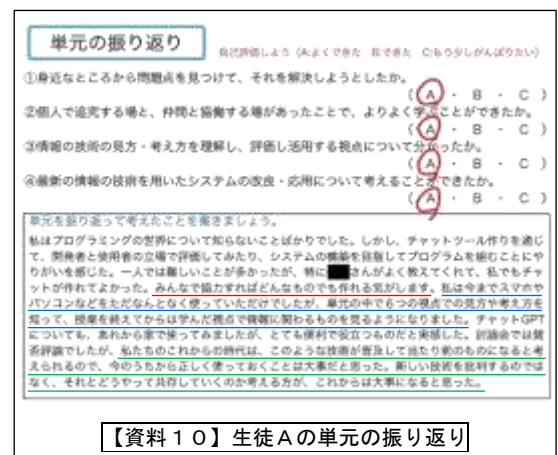 単元の振り返り
自己評価しよう（A:よくできた B:できた C:もう少しがんばりたい）
①身近なところから問題点を見つけて、それを解決しようとしたか。
（ A ・ B ・ C ）
②個人で追究する場と、仲間と協働する場があったことで、よりよく学ぶことができたか。
（ A ・ B ・ C ）
③情報の技術の見方・考え方を理解し、評価し活用する視点について分かったか。
（ A ・ B ・ C ）
④最新の情報の技術を用いたシステムの改良・応用について考えることができたか。
（ A ・ B ・ C ）
単元を振り返って考えたことを書きましょう。
私はプログラミングの世界について知らないことばかりでした。しかし、チャットツール作りを通じ
て、開発者と使用者の立場で評価してみたり、システムの構築を目指してプログラムを組むことにや
りがいを感じた。一人では難しいことが多かったが、特に さんがよく教えてくれて、私でもチャ
ットが作れてよかった。みんなで協力すればどんなものでも作れる気がします。私は今までスマホや
パソコンなどをただなんとなく使っていただけでしたが、単元の中で６つの視点での見方や考え方を
知って、授業を終えてからは学んだ視点で情報に関わるものを見るようになりました。チャットGPT
についても、あれから家で使ってみましたが、とても便利で役立つものだと実感した。討論会では賛
否評論でしたが、私たちのこれからの時代は、このような技術が普及して当たり前のものになると考
えられるので、今のうちから正しく使っておくことは大事だと思った。新しい技術を批判するのでは
なく、それとどうやって共存していくのか考える方が、これからは大事になると思った。
【資料１０】生徒Ａの単元の振り返り